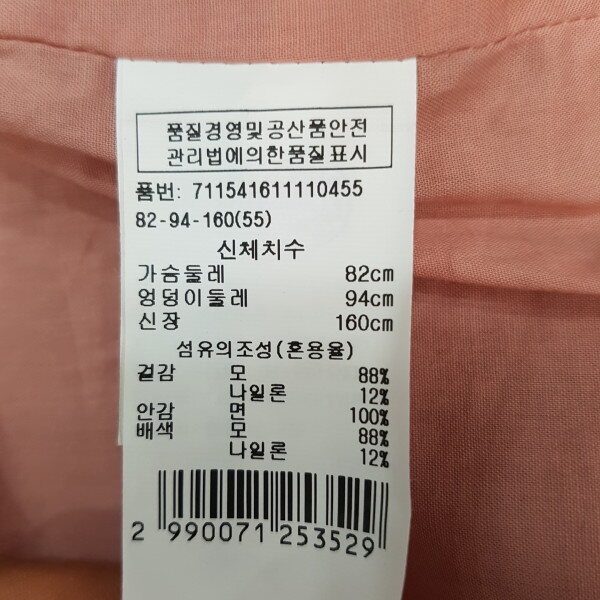 품질경영및공산품안전
관리법에의한품질표시
품번: 711541611110455
82-94-160(55)
신체치수
가슴둘레 82cm
엉덩이둘레 94cm
신장 160cm
섬유의조성(혼용율)
겉감 모 88%
나일론 12%
안감 면 100%
배색 모 88%
나일론 12%
2 990071 253529